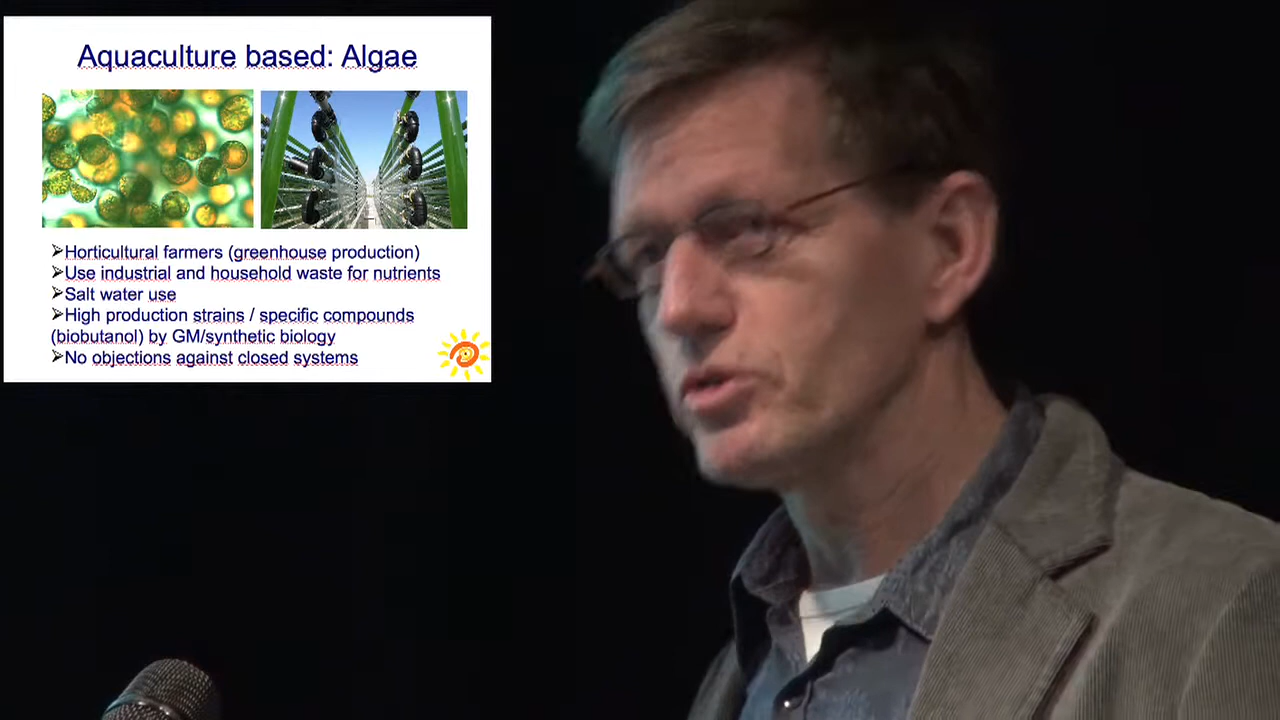 Aquaculture based: Algae
➢Horticultural farmers (greenhouse production)
➢Use industrial and household waste for nutrients
➢Salt water use
➢High production strains / specific compounds
(biobutanol) by GM/synthetic biology
➢No objections against closed systems